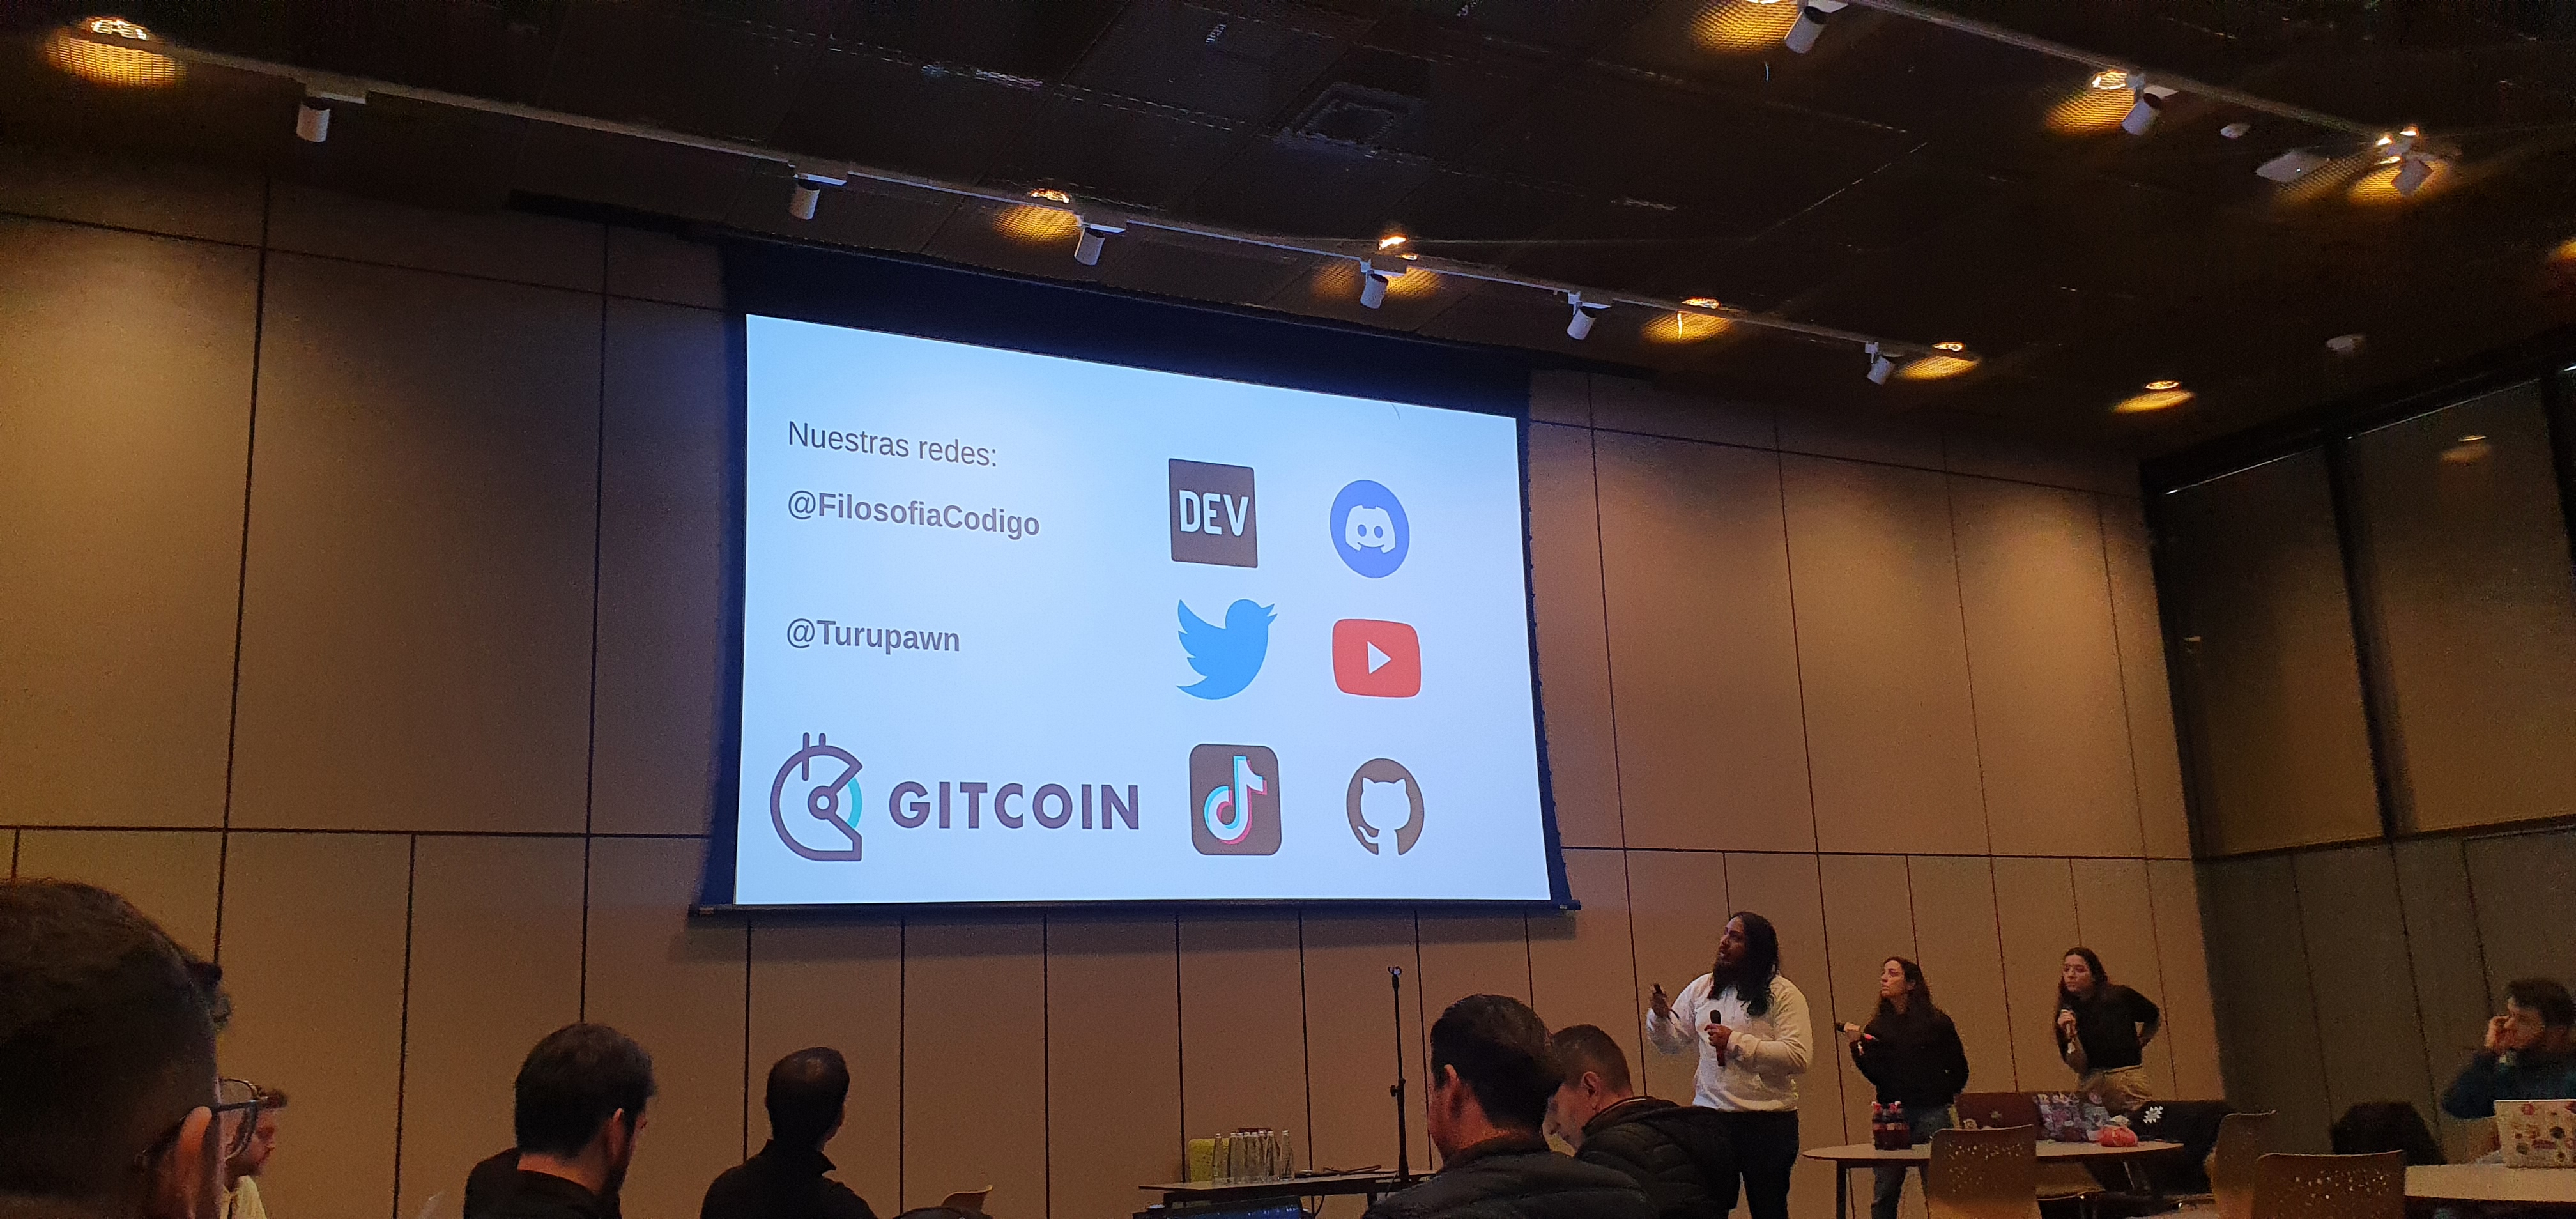 Nuestras redes:
@FilosofiaCodigo
DEV
@Turupawn
GITCOIN